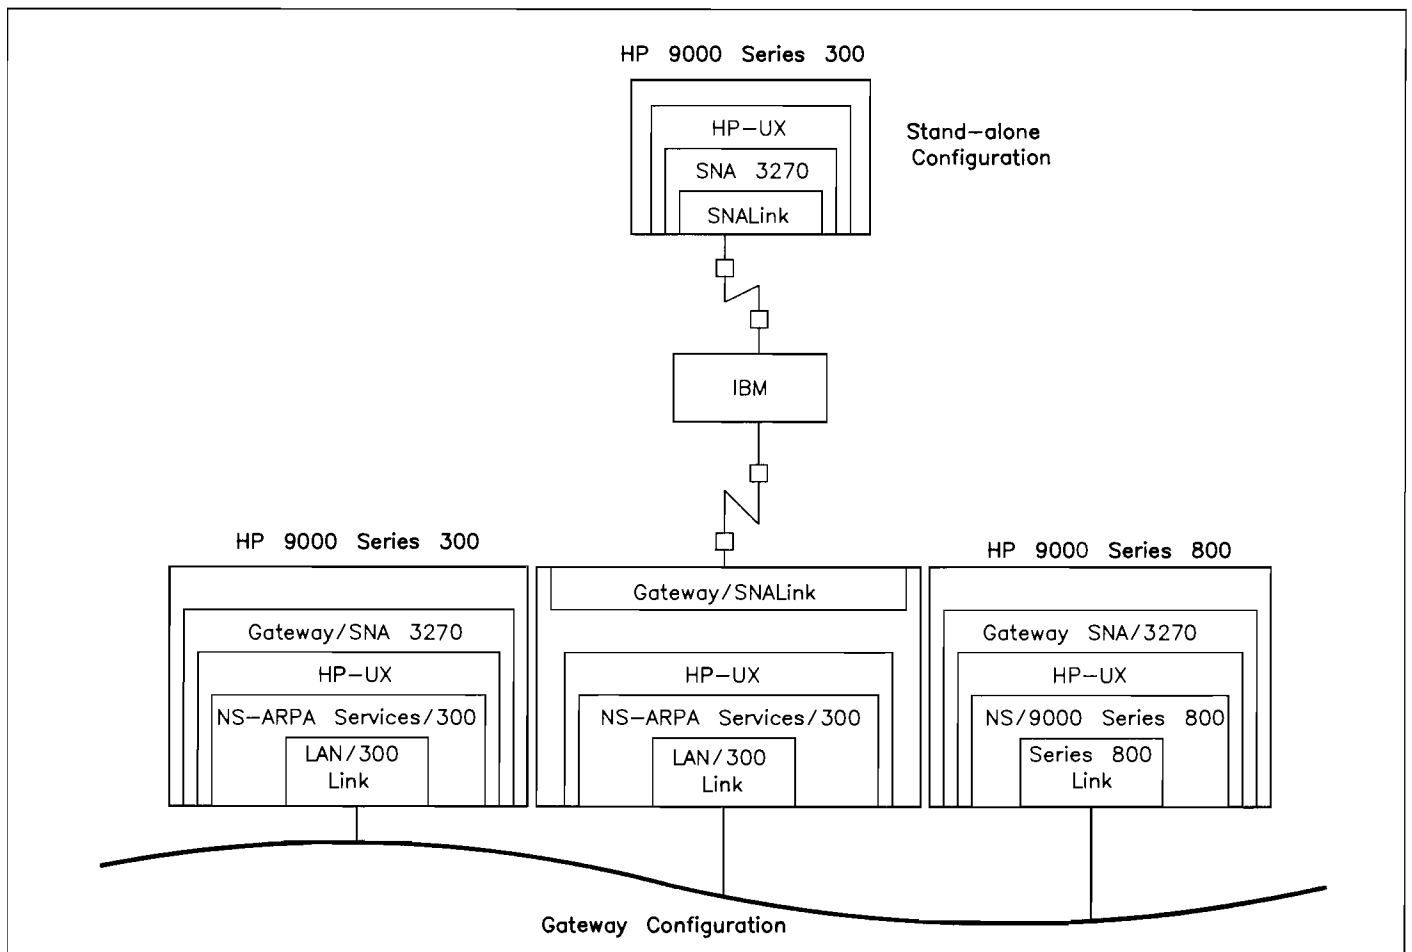 HP 9000 Series 300
HP-UX
SNA 3270
SNALink
Stand-alone
Configuration
IBM
HP 9000 Series 300
Gateway/SNA 3270
HP-UX
NS-ARPA Services/300
LAN/300
Link
Gateway/SNALink
HP-UX
NS-ARPA Services/300
LAN/300
Link
HP 9000 Series 800
Gateway SNA/3270
HP-UX
NS/9000 Series 800
Series 800
Link
Gateway Configuration